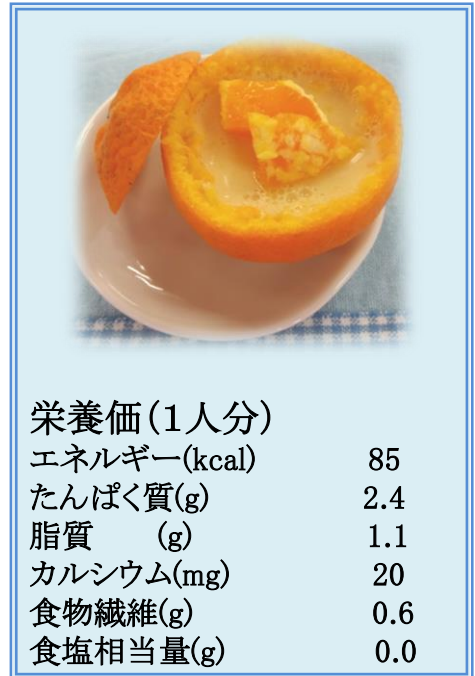 栄養価(1人分)
エネルギー(kcal) 85
たんぱく質(g) 2.4
脂質 (g) 1.1
カルシウム(mg) 20
食物繊維(g) 0.6
食塩相当量(g) 0.0